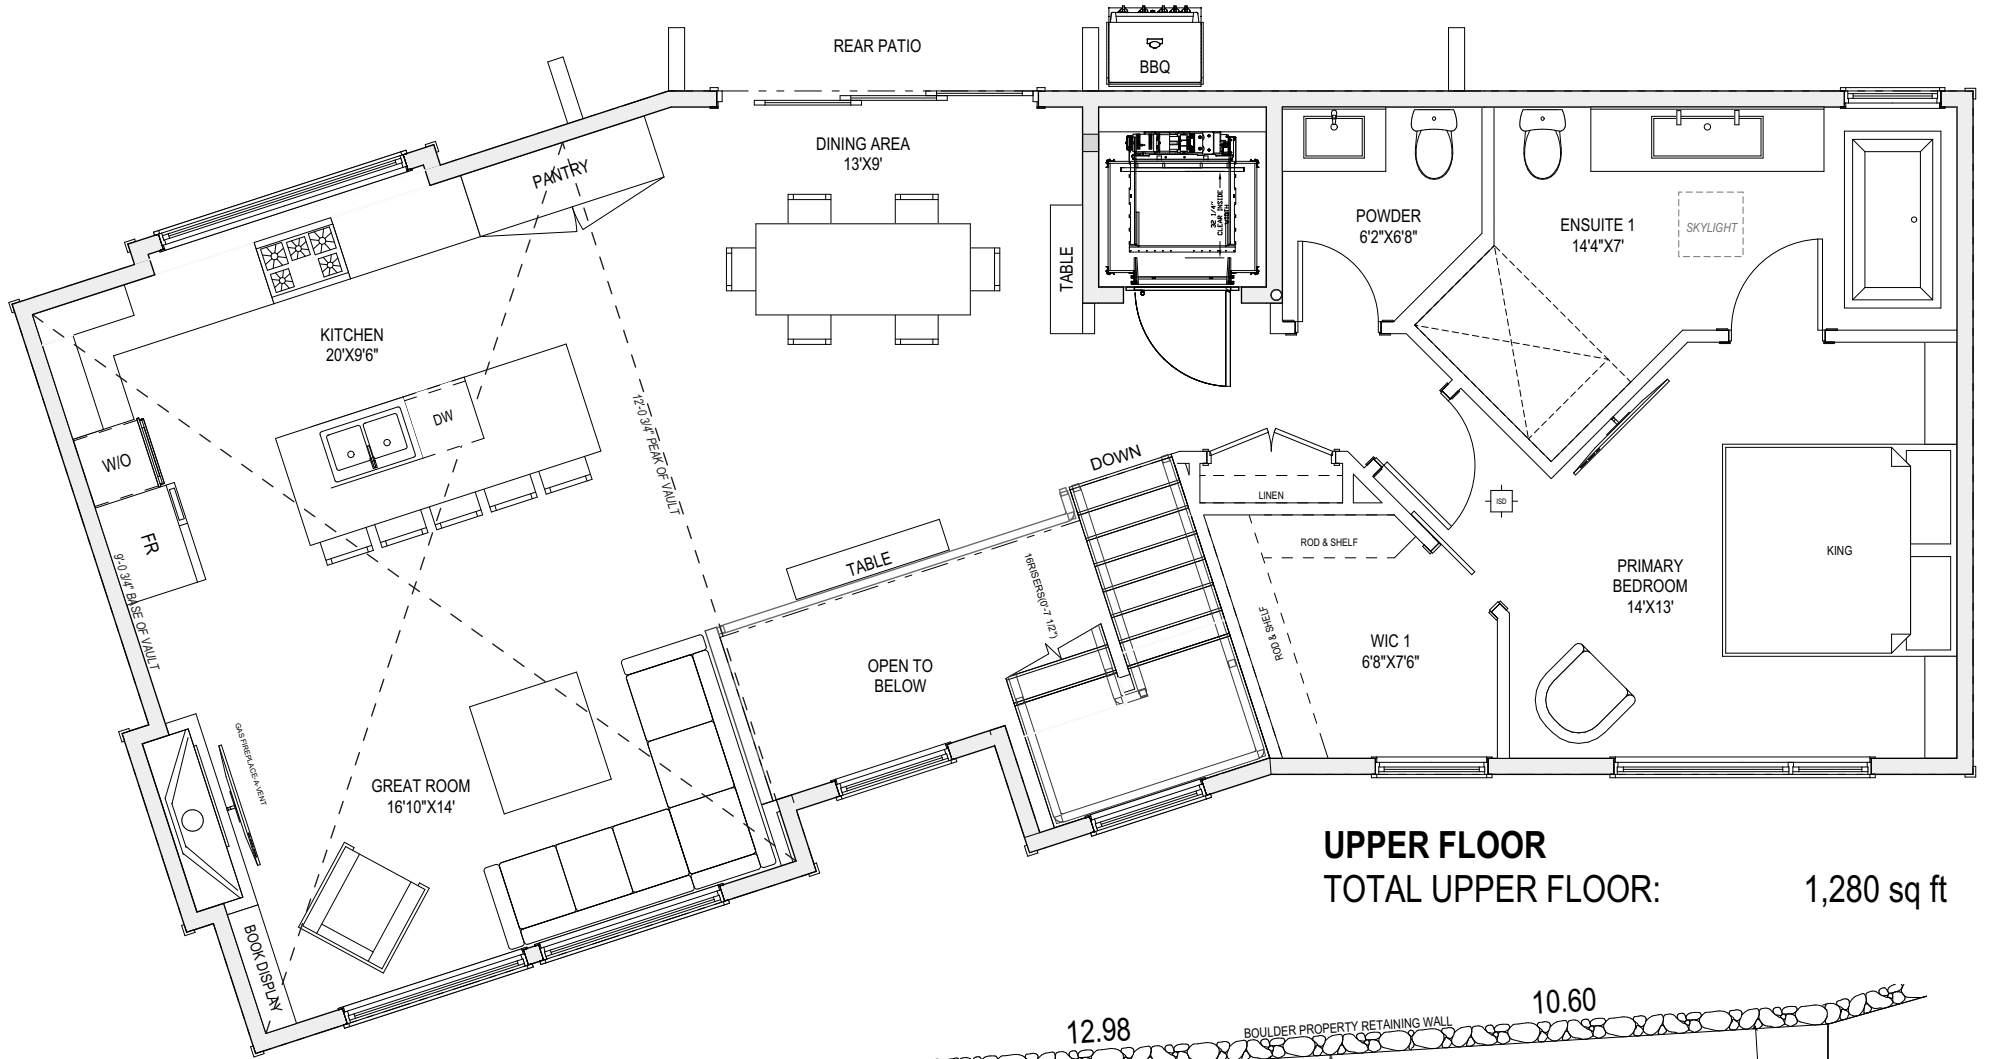 REAR PATIO
BBQ
DINING AREA
13'X9'
PANTRY
32 1/4"
CLEAR INSIDE
WIDTH
TABLE
POWDER
6'2"X6'8"
ENSUITE 1
14'4"X7'
SKYLIGHT
KITCHEN
20'X9'6"
DW
W/O
FR
12'-0 3/4" PEAK OF VAULT
9'-0 3/4" BASE OF VAULT
DOWN
LINEN
ROD & SHELF
ISD
KING
PRIMARY
BEDROOM
14'X13'
TABLE
16RISERS(0'-7 1/2")
ROD & SHELF
WIC 1
6'8"X7'6"
OPEN TO
BELOW
GAS FIREPLACE-A-VENT
GREAT ROOM
16'10"X14'
BOOK DISPLAY
UPPER FLOOR
TOTAL UPPER FLOOR: 1,280 sq ft
12.98
BOULDER PROPERTY RETAINING WALL
10.60